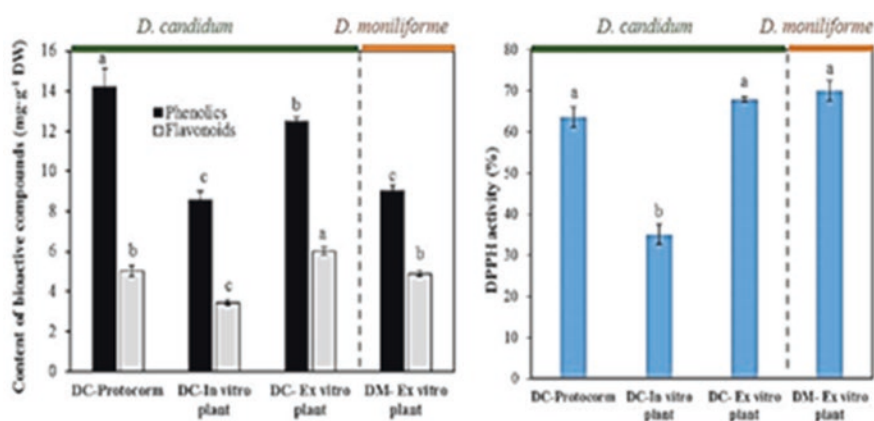 D. candidum
D. moniliforme
Content of bioactive compounds (mg·g⁻¹ DW)
16
14
12
10
8
6
4
2
0
Phenolics
Flavonoids
a
b
c
c
b
a
c
b
DC-Protocorm
DC-In vitro
plant
DC- Ex vitro
plant
DM- Ex vitro
plant
D. candidum
D. moniliforme
DPPH activity (%)
80
70
60
50
40
30
20
10
0
a
b
a
a
DC-Protocorm
DC-In vitro
plant
DC-Ex vitro
plant
DM- Ex vitro
plant